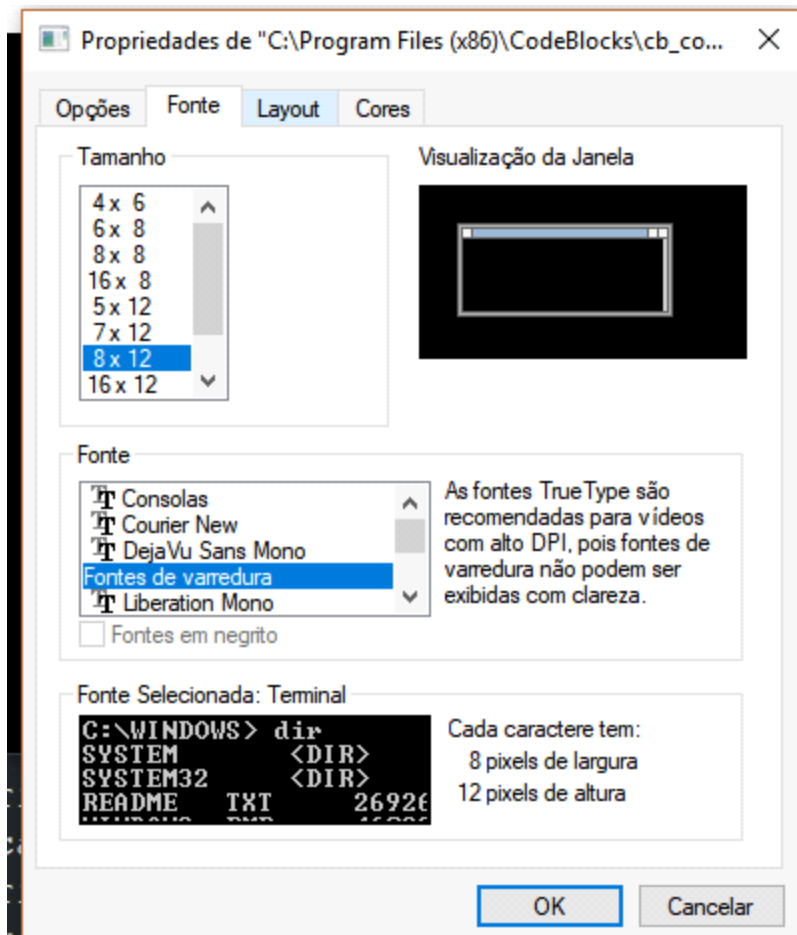 Propriedades de "C:\Program Files (x86)\CodeBlocks\cb_co...
Opções Fonte Layout Cores
Tamanho
4 x 6
6 x 8
8 x 8
16 x 8
5 x 12
7 x 12
8 x 12
16 x 12
Visualização da Janela
Fonte
Consolas
Courier New
DejaVu Sans Mono
Fontes de varredura
Liberation Mono
Fontes em negrito
As fontes TrueType são
recomendadas para vídeos
com alto DPI, pois fontes de
varredura não podem ser
exibidas com clareza.
Fonte Selecionada: Terminal
C:\WINDOWS> dir
SYSTEM <DIR>
SYSTEM32 <DIR>
README TXT 26926
Cada caractere tem:
8 pixels de largura
12 pixels de altura
OK Cancelar